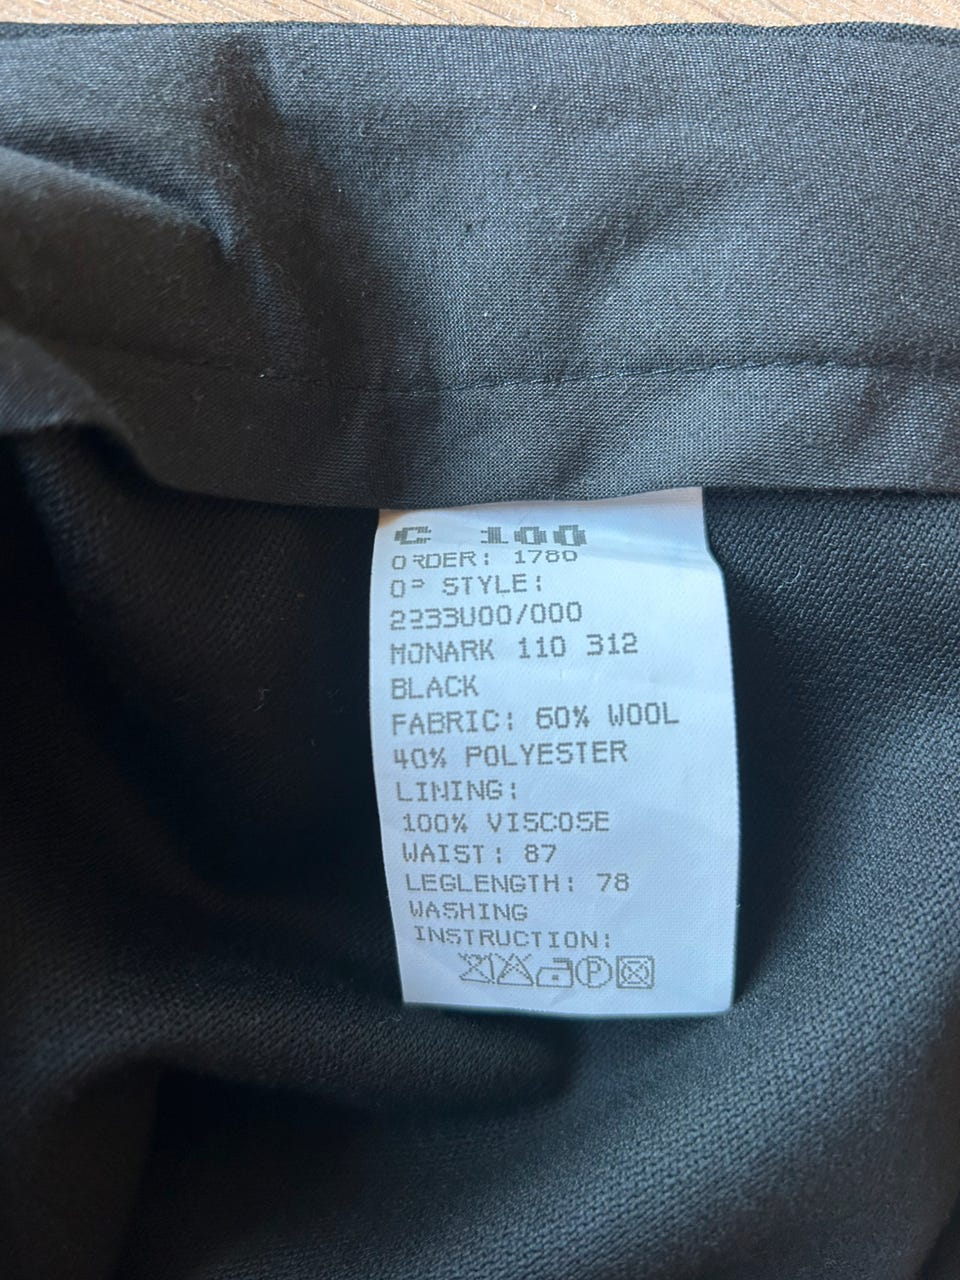 C 100
ORDER: 1780
OP STYLE:
2233U00/000
MONARK 110 312
BLACK
FABRIC: 60% WOOL
40% POLYESTER
LINING:
100% VISCOSE
WAIST: 87
LEGLENGTH: 78
WASHING
INSTRUCTION:
P